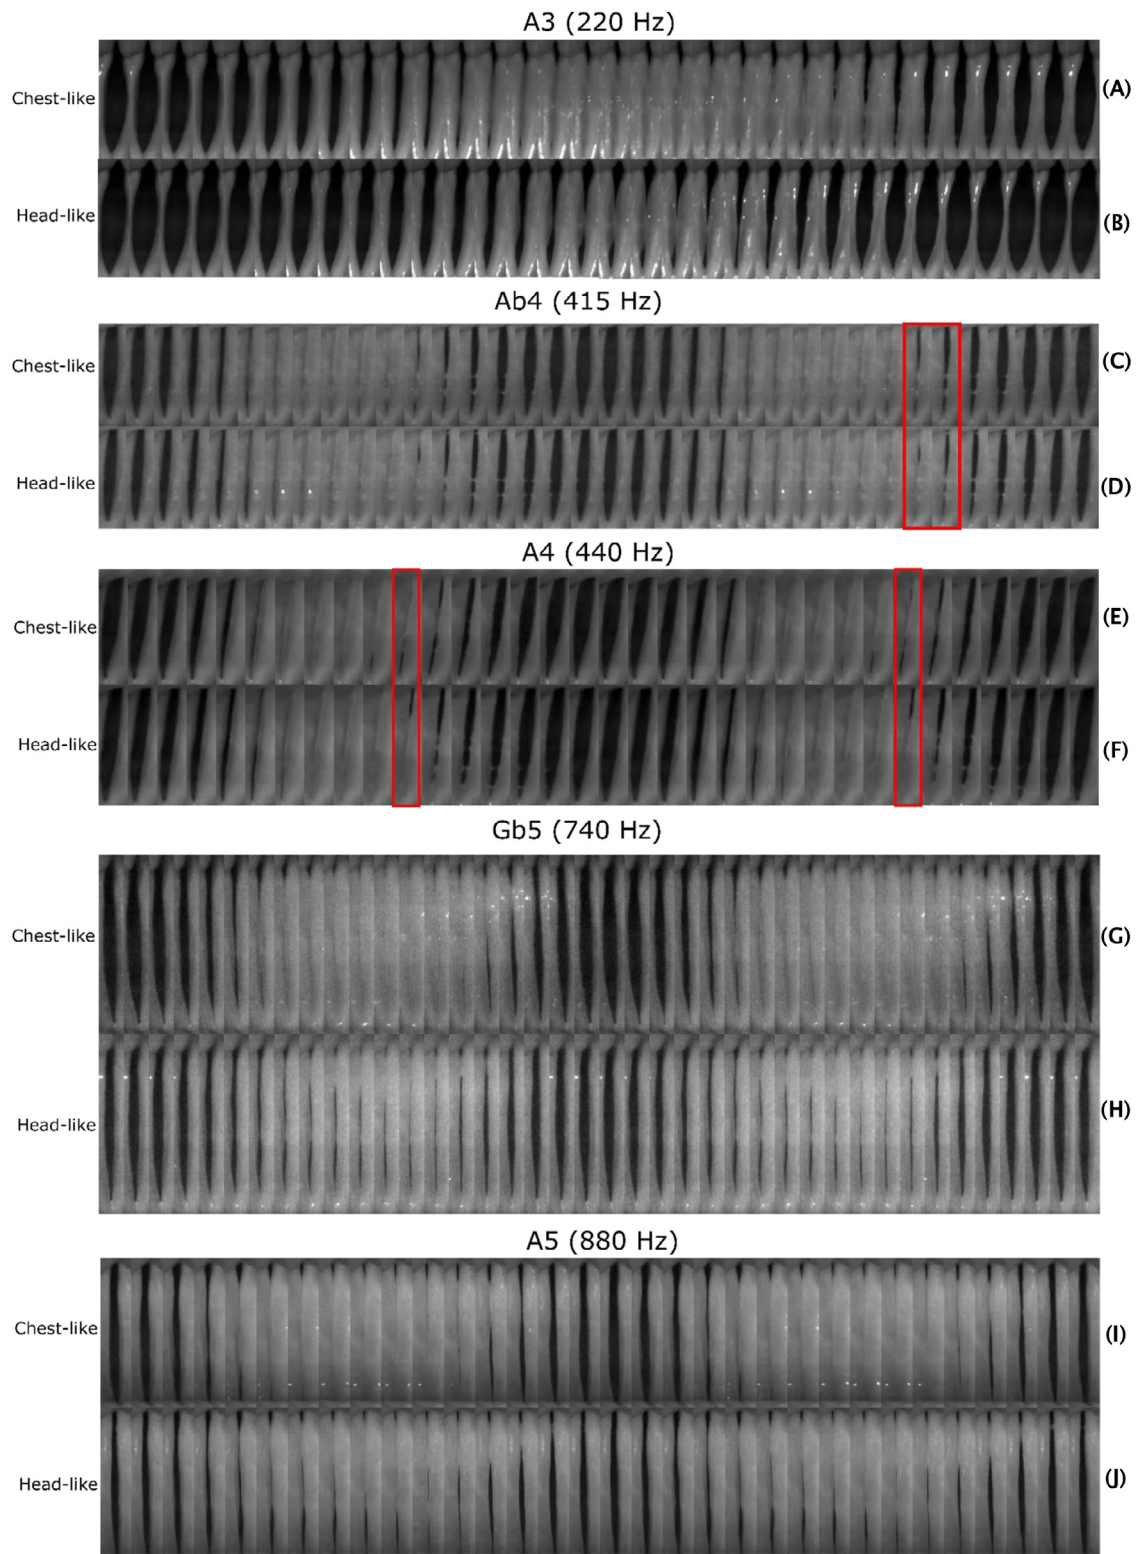 A3 (220 Hz)
Chest-like
(A)
Head-like
(B)
Ab4 (415 Hz)
Chest-like
(C)
Head-like
(D)
A4 (440 Hz)
Chest-like
(E)
Head-like
(F)
Gb5 (740 Hz)
Chest-like
(G)
Head-like
(H)
A5 (880 Hz)
Chest-like
(I)
Head-like
(J)